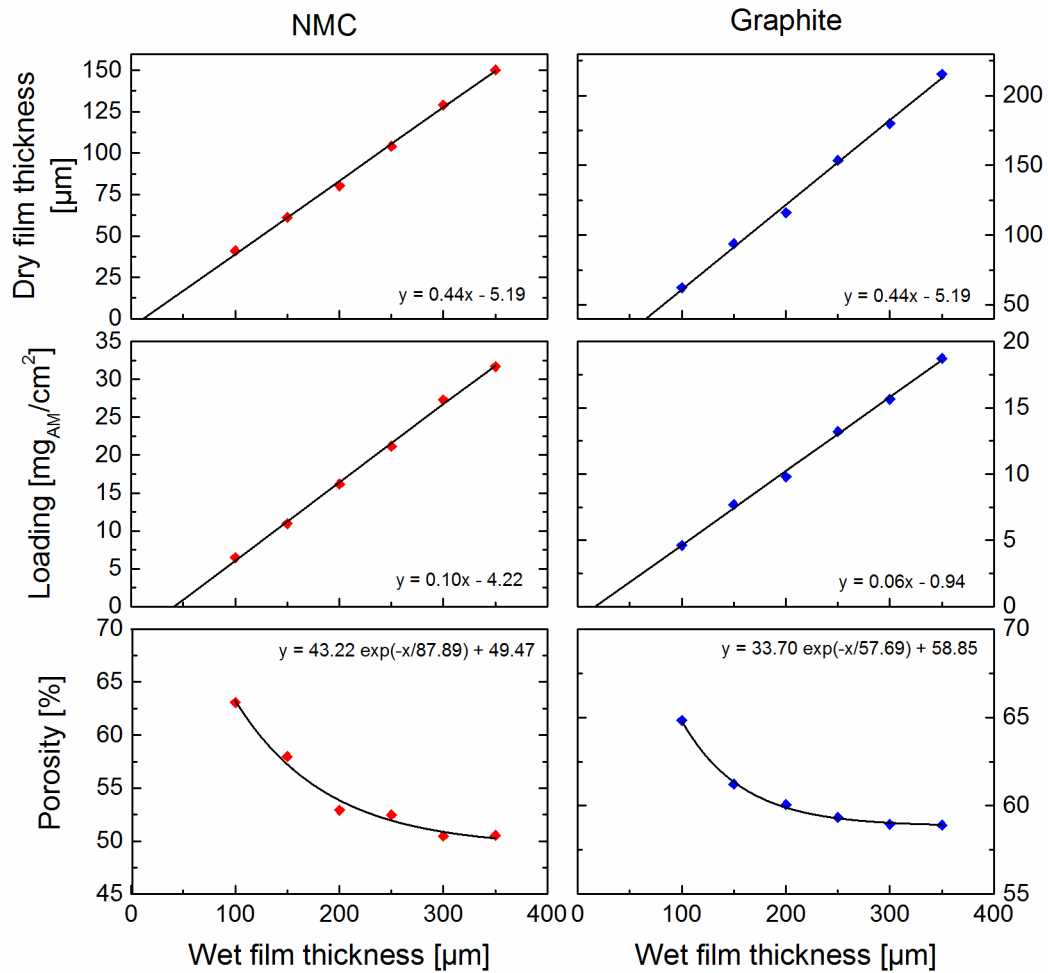 NMC
Graphite
Dry film thickness
[µm]
150
125
100
75
50
25
0
y = 0.44x - 5.19
200
150
100
50
y = 0.44x - 5.19
Loading [mg_AM/cm²]
35
30
25
20
15
10
5
0
y = 0.10x - 4.22
20
15
10
5
0
y = 0.06x - 0.94
Porosity [%]
70
65
60
55
50
45
y = 43.22 exp(-x/87.89) + 49.47
70
65
60
55
y = 33.70 exp(-x/57.69) + 58.85
0 100 200 300 400
0 100 200 300 400
Wet film thickness [µm]
Wet film thickness [µm]